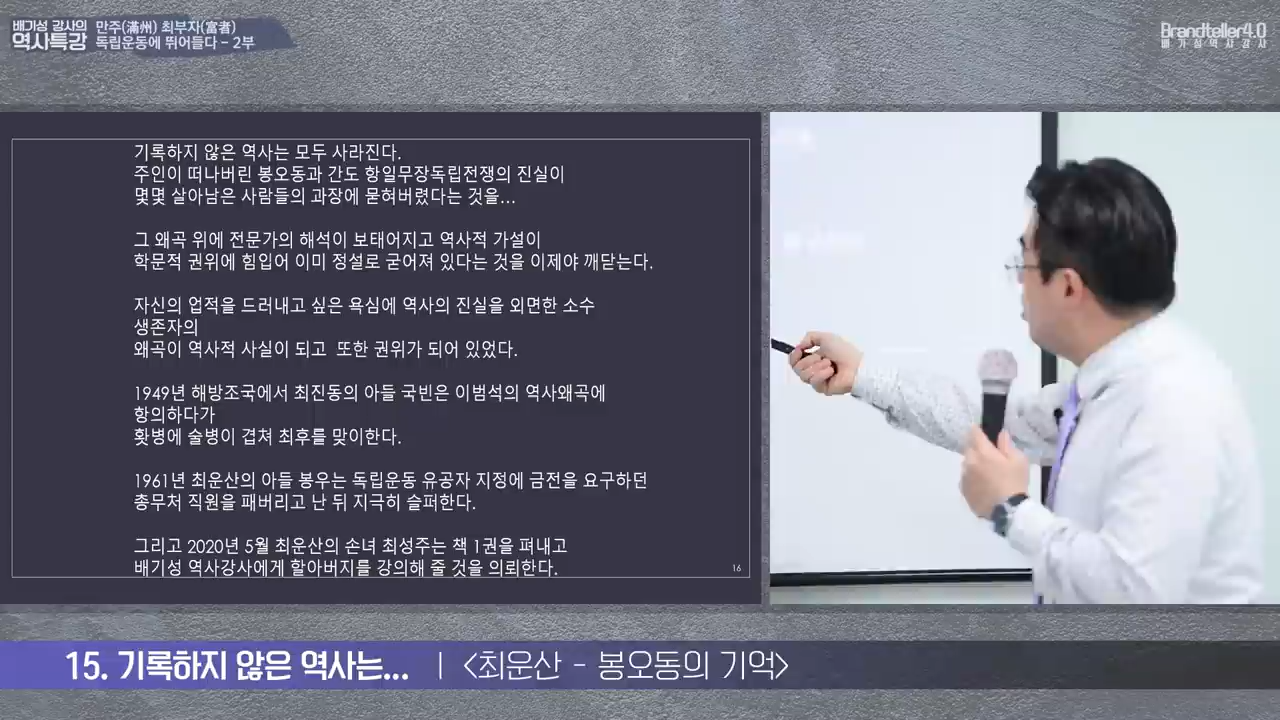 배기성 강사의
역사특강
만주(滿州) 최부자(富者)
독립운동에 뛰어들다 - 2부
Brandteller4.0
배기성역사강사
기록하지 않은 역사는 모두 사라진다.
주인이 떠나버린 봉오동과 간도 항일무장독립전쟁의 진실이
몇몇 살아남은 사람들의 과장에 묻혀버렸다는 것을...
그 왜곡 위에 전문가의 해석이 보태어지고 역사적 가설이
학문적 권위에 힘입어 이미 정설로 굳어져 있다는 것을 이제야 깨닫는다.
자신의 업적을 드러내고 싶은 욕심에 역사의 진실을 외면한 소수
생존자의
왜곡이 역사적 사실이 되고 또한 권위가 되어 있었다.
1949년 해방조국에서 최진동의 아들 국빈은 이범석의 역사왜곡에
항의하다가
홧병에 술병이 겹쳐 최후를 맞이한다.
1961년 최운산의 아들 봉우는 독립운동 유공자 지정에 금전을 요구하던
총무처 직원을 패버리고 난 뒤 지극히 슬퍼한다.
그리고 2020년 5월 최운산의 손녀 최성주는 책 1권을 펴내고
배기성 역사강사에게 할아버지를 강의해 줄 것을 의뢰한다.
16
15. 기록하지 않은 역사는... | <최운산 - 봉오동의 기억>